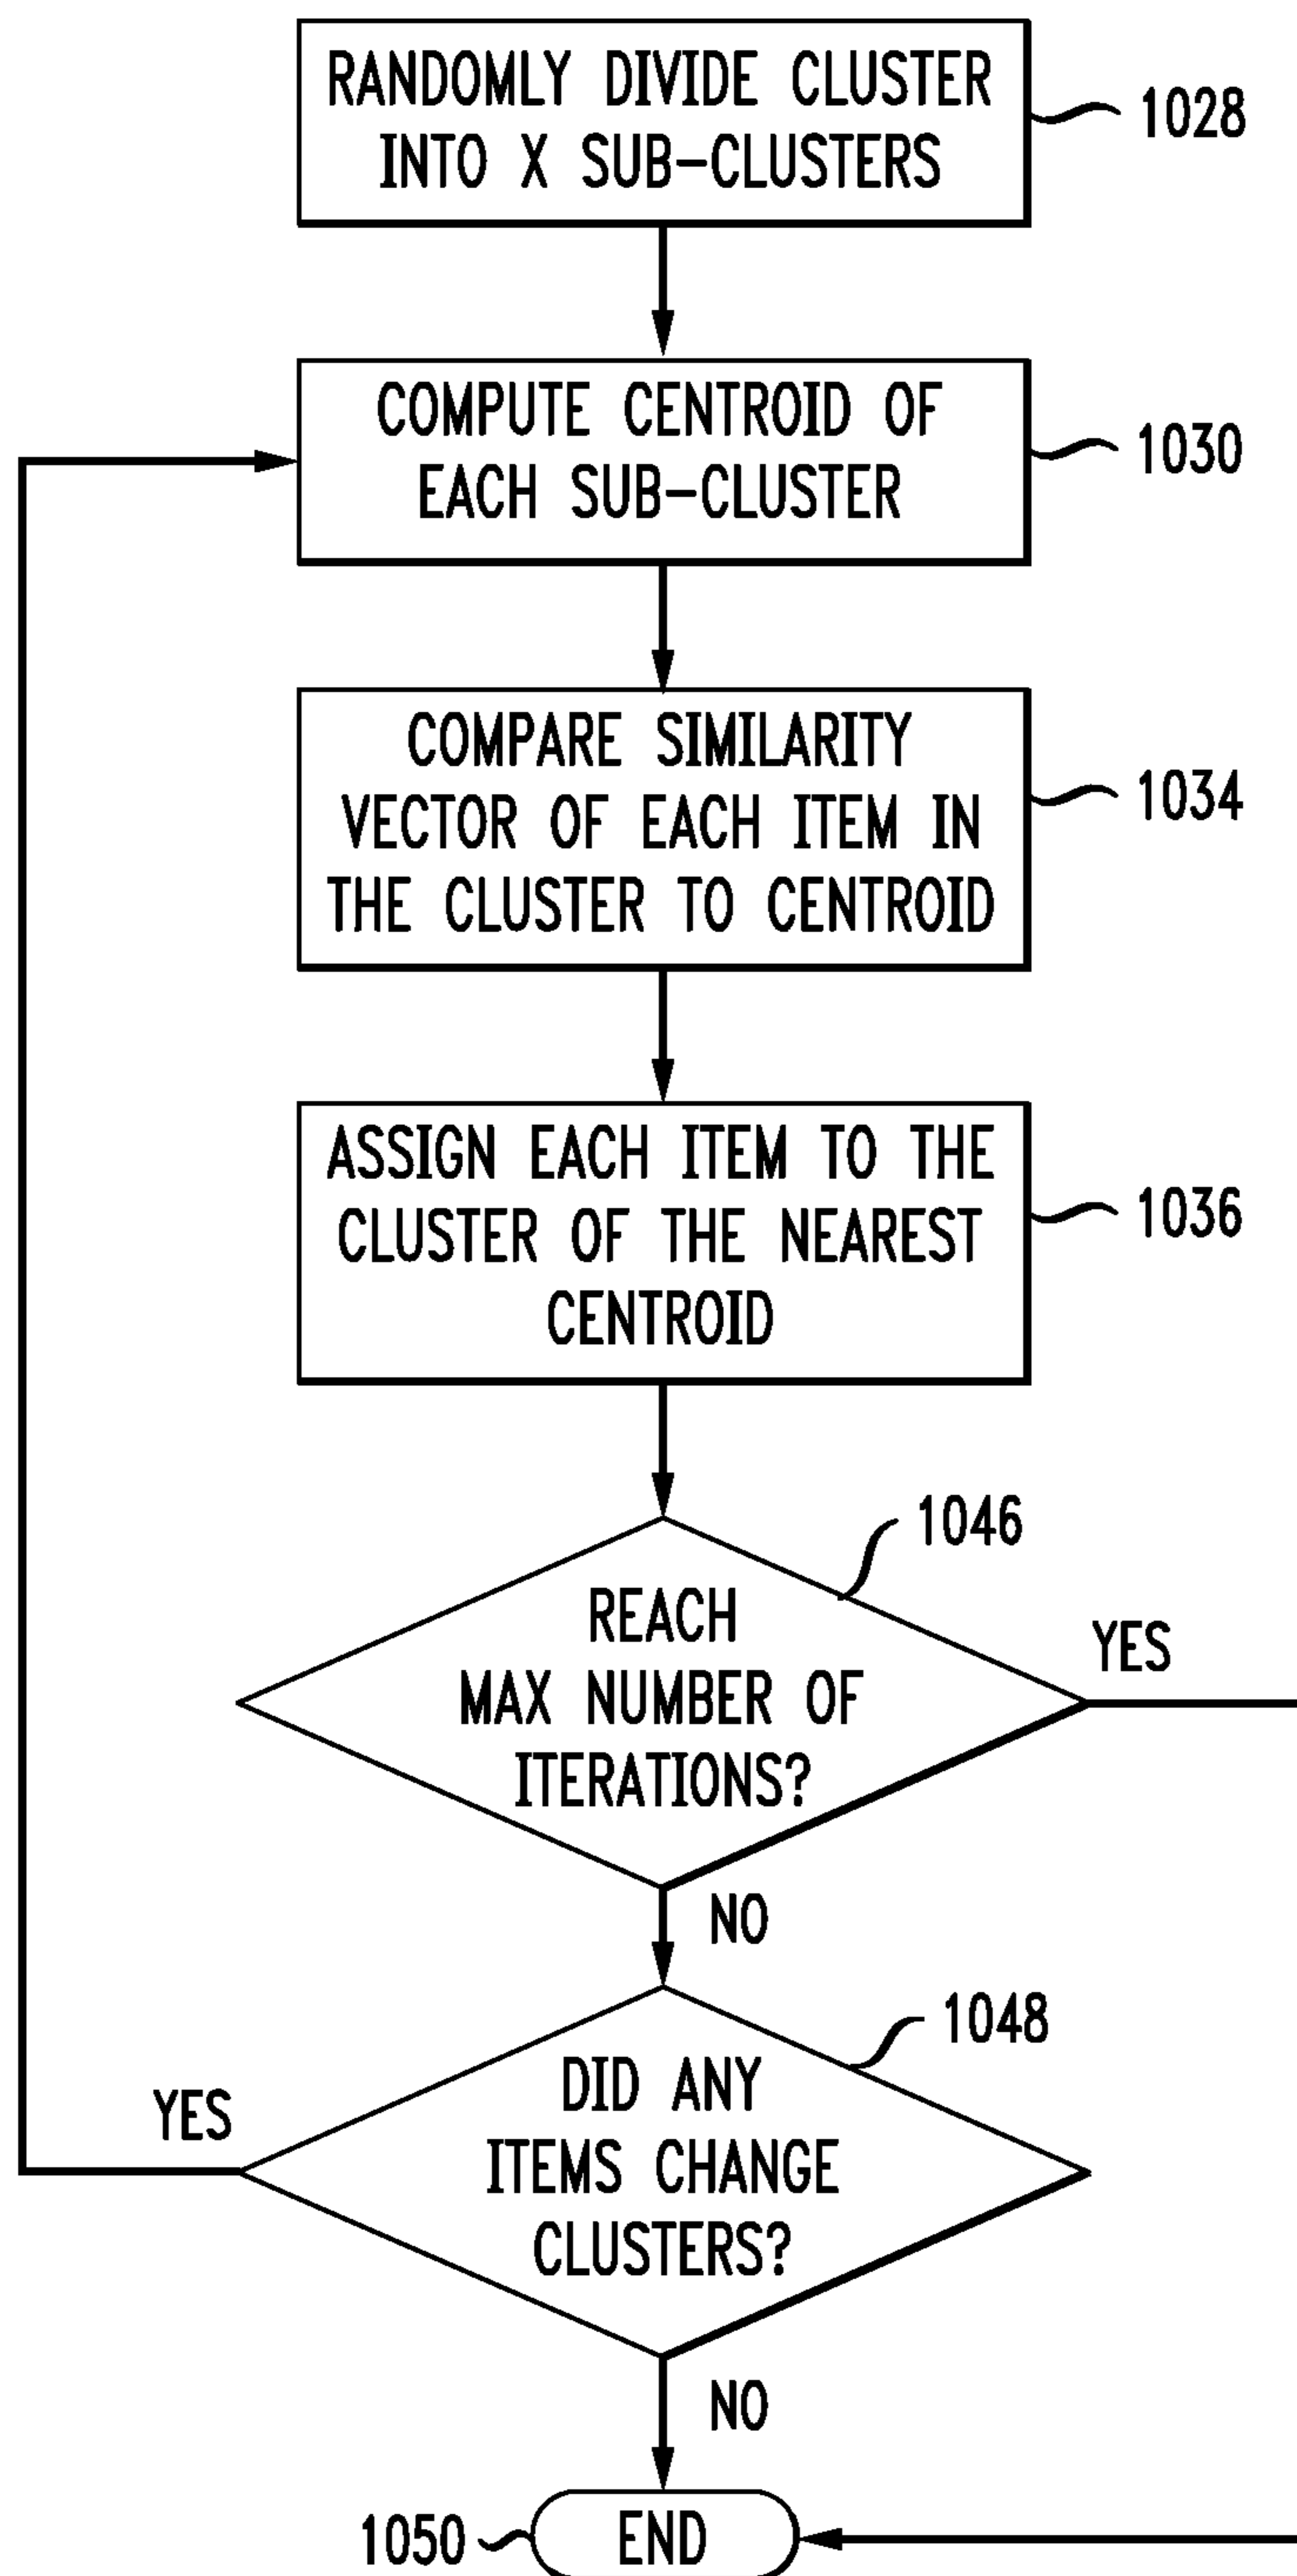 RANDOMLY DIVIDE CLUSTER
INTO X SUB-CLUSTERS
1028
COMPUTE CENTROID OF
EACH SUB-CLUSTER
1030
COMPARE SIMILARITY
VECTOR OF EACH ITEM IN
THE CLUSTER TO CENTROID
1034
ASSIGN EACH ITEM TO THE
CLUSTER OF THE NEAREST
CENTROID
1036
1046
REACH
MAX NUMBER OF
ITERATIONS?
YES
NO
1048
DID ANY
ITEMS CHANGE
CLUSTERS?
YES
NO
1050
END